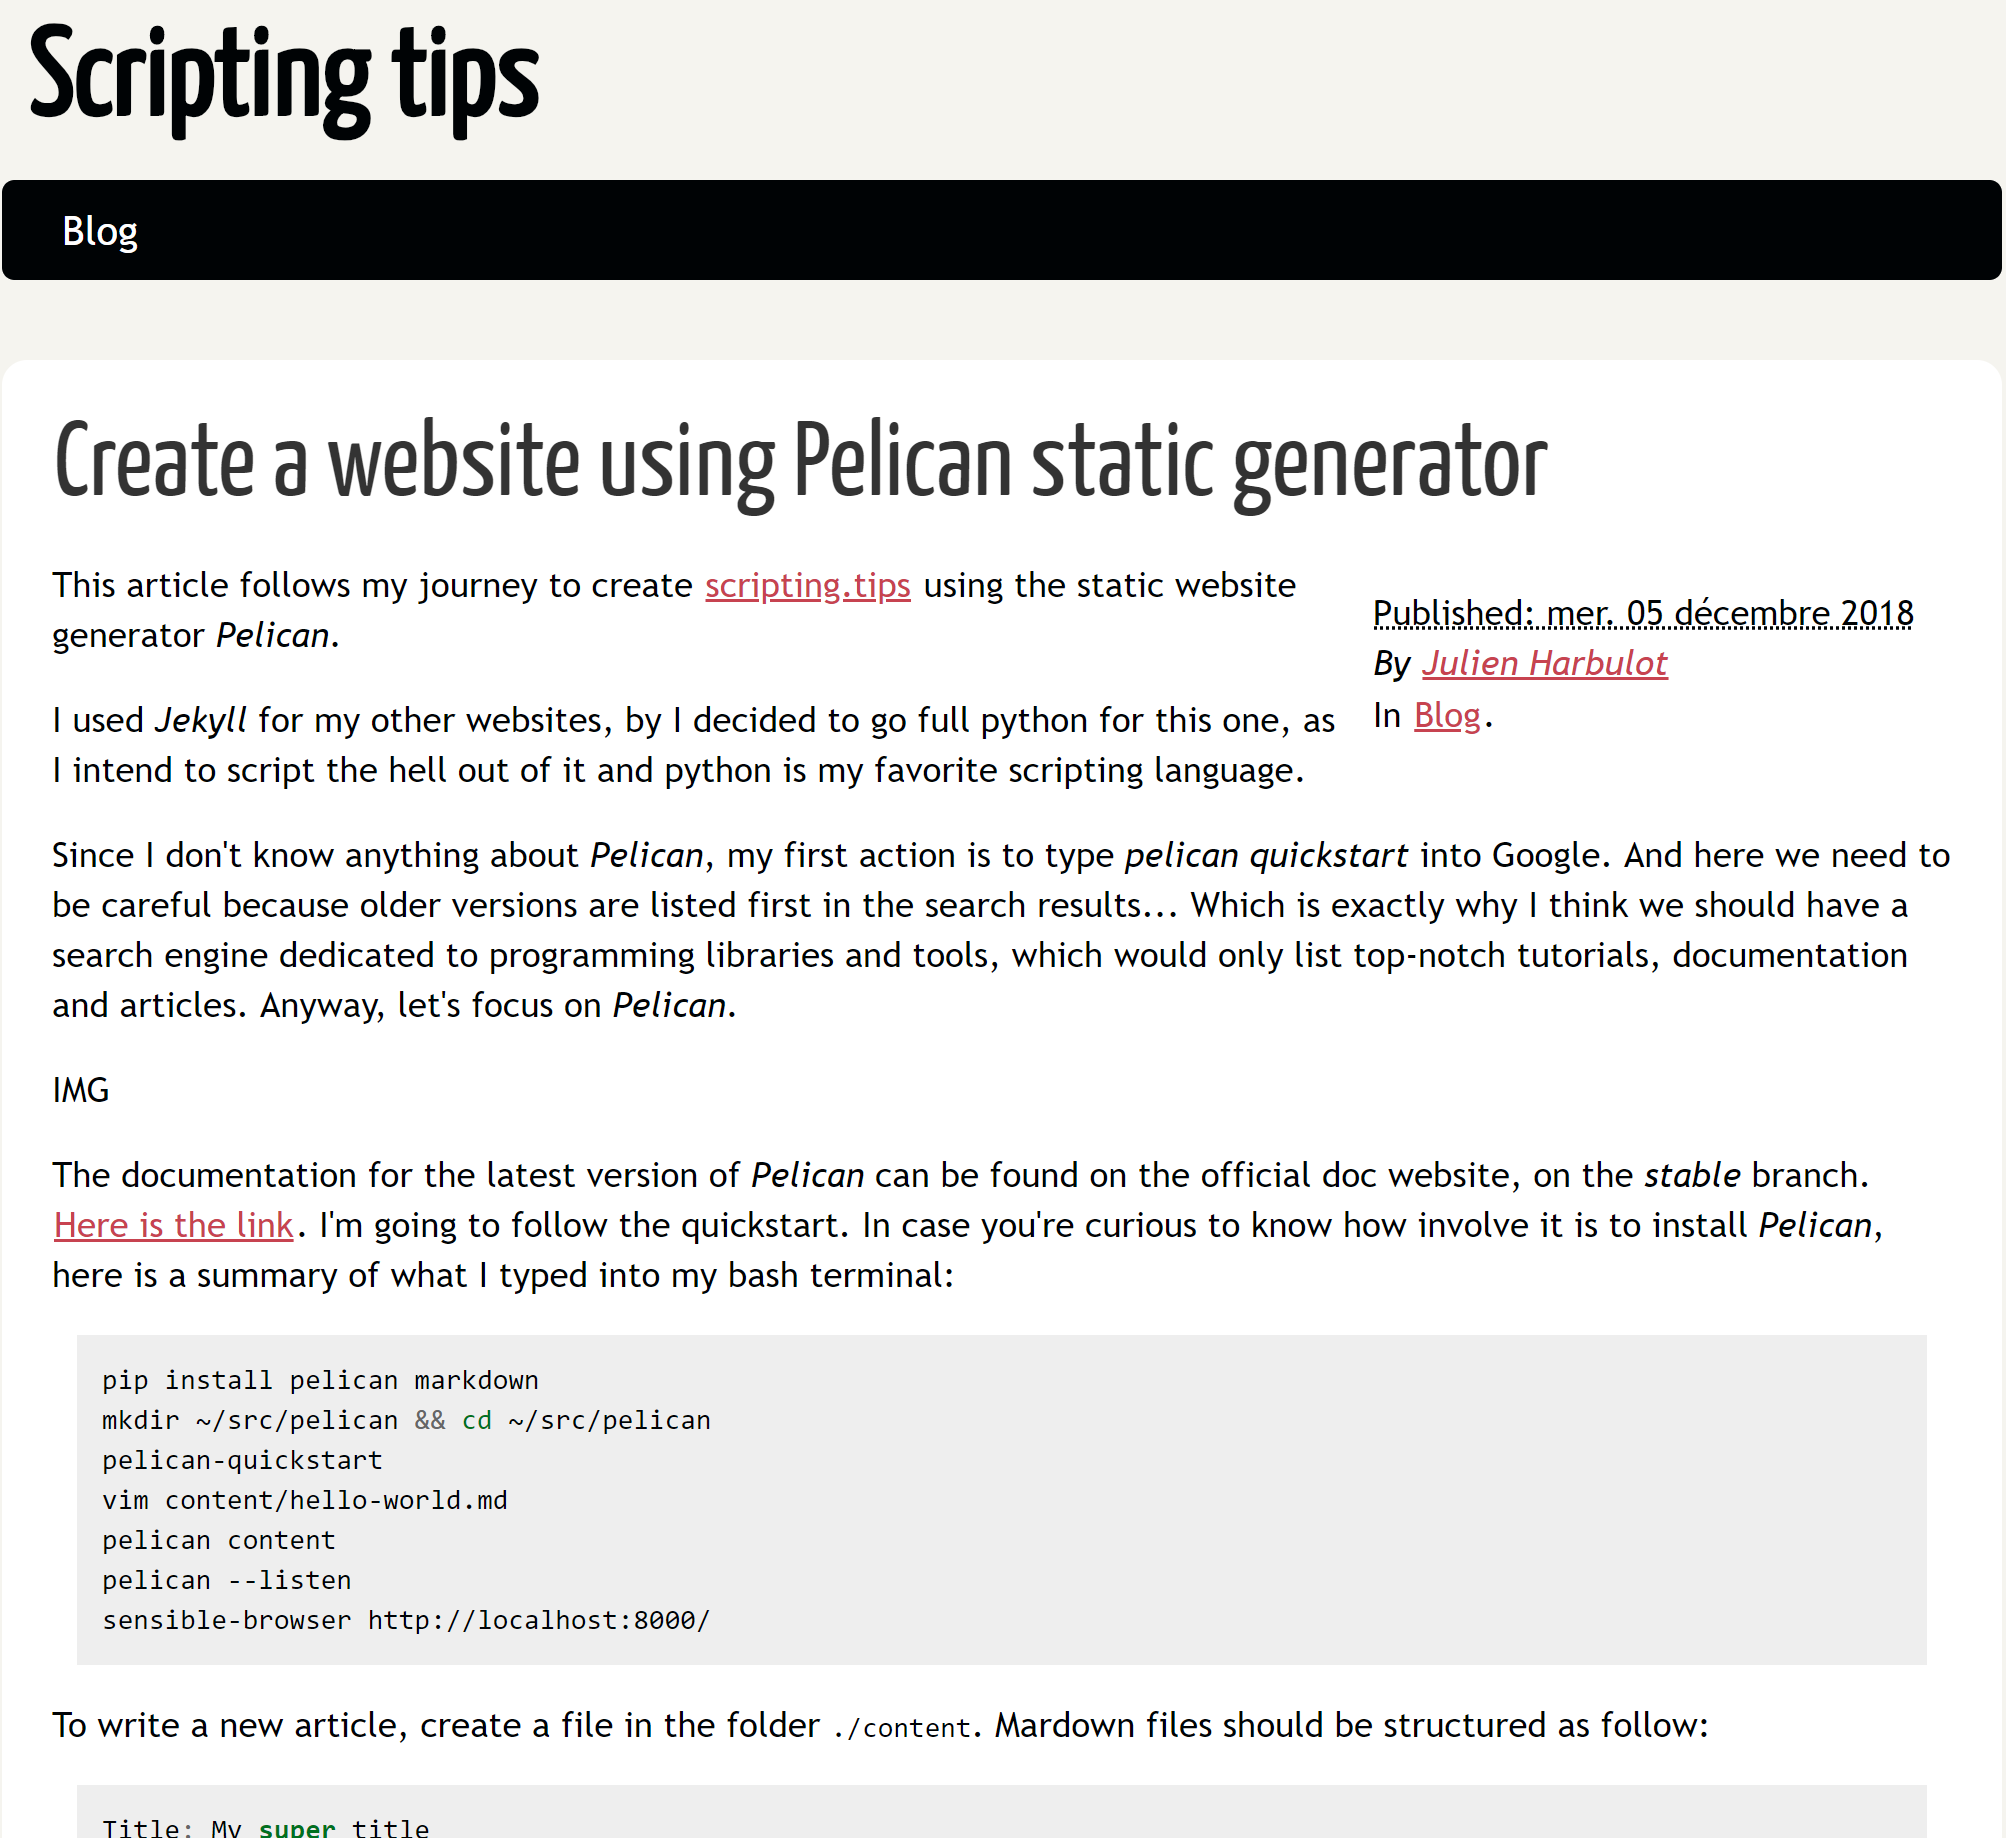 Scripting tips
Blog
Create a website using Pelican static generator
Published: mer. 05 décembre 2018
By Julien Harbulot
In Blog.
This article follows my journey to create scripting.tips using the static website
generator Pelican.
I used Jekyll for my other websites, by I decided to go full python for this one, as
I intend to script the hell out of it and python is my favorite scripting language.
Since I don't know anything about Pelican, my first action is to type pelican quickstart into Google. And here we need to
be careful because older versions are listed first in the search results... Which is exactly why I think we should have a
search engine dedicated to programming libraries and tools, which would only list top-notch tutorials, documentation
and articles. Anyway, let's focus on Pelican.
IMG
The documentation for the latest version of Pelican can be found on the official doc website, on the stable branch.
Here is the link. I'm going to follow the quickstart. In case you're curious to know how involve it is to install Pelican,
here is a summary of what I typed into my bash terminal:
pip install pelican markdown
mkdir ~/src/pelican && cd ~/src/pelican
pelican-quickstart
vim content/hello-world.md
pelican content
pelican --listen
sensible-browser http://localhost:8000/
To write a new article, create a file in the folder ./content. Mardown files should be structured as follow:
Title: My super title